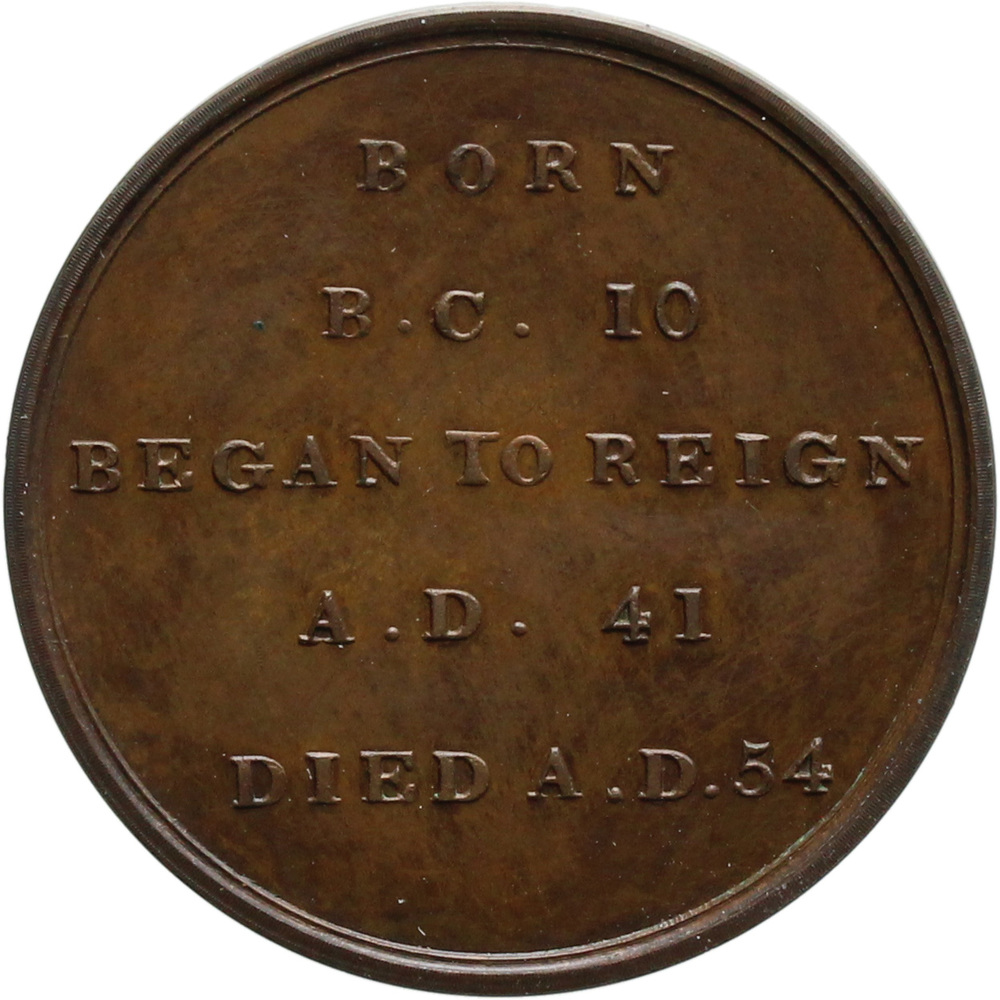 BORN
B.C. 10
BEGAN TO REIGN
A.D. 41
DIED A.D.54